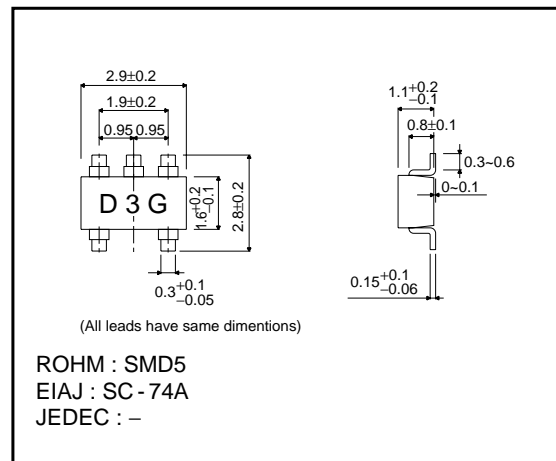 2.9±0.2
1.9±0.2
0.95 0.95
D 3 G
1.6+0.2 −0.1
2.8±0.2
0.3+0.1 −0.05
(All leads have same dimentions)
1.1+0.2 −0.1
0.8±0.1
0.3~0.6
0~0.1
0.15+0.1 −0.06
ROHM : SMD5
EIAJ : SC - 74A
JEDEC : −